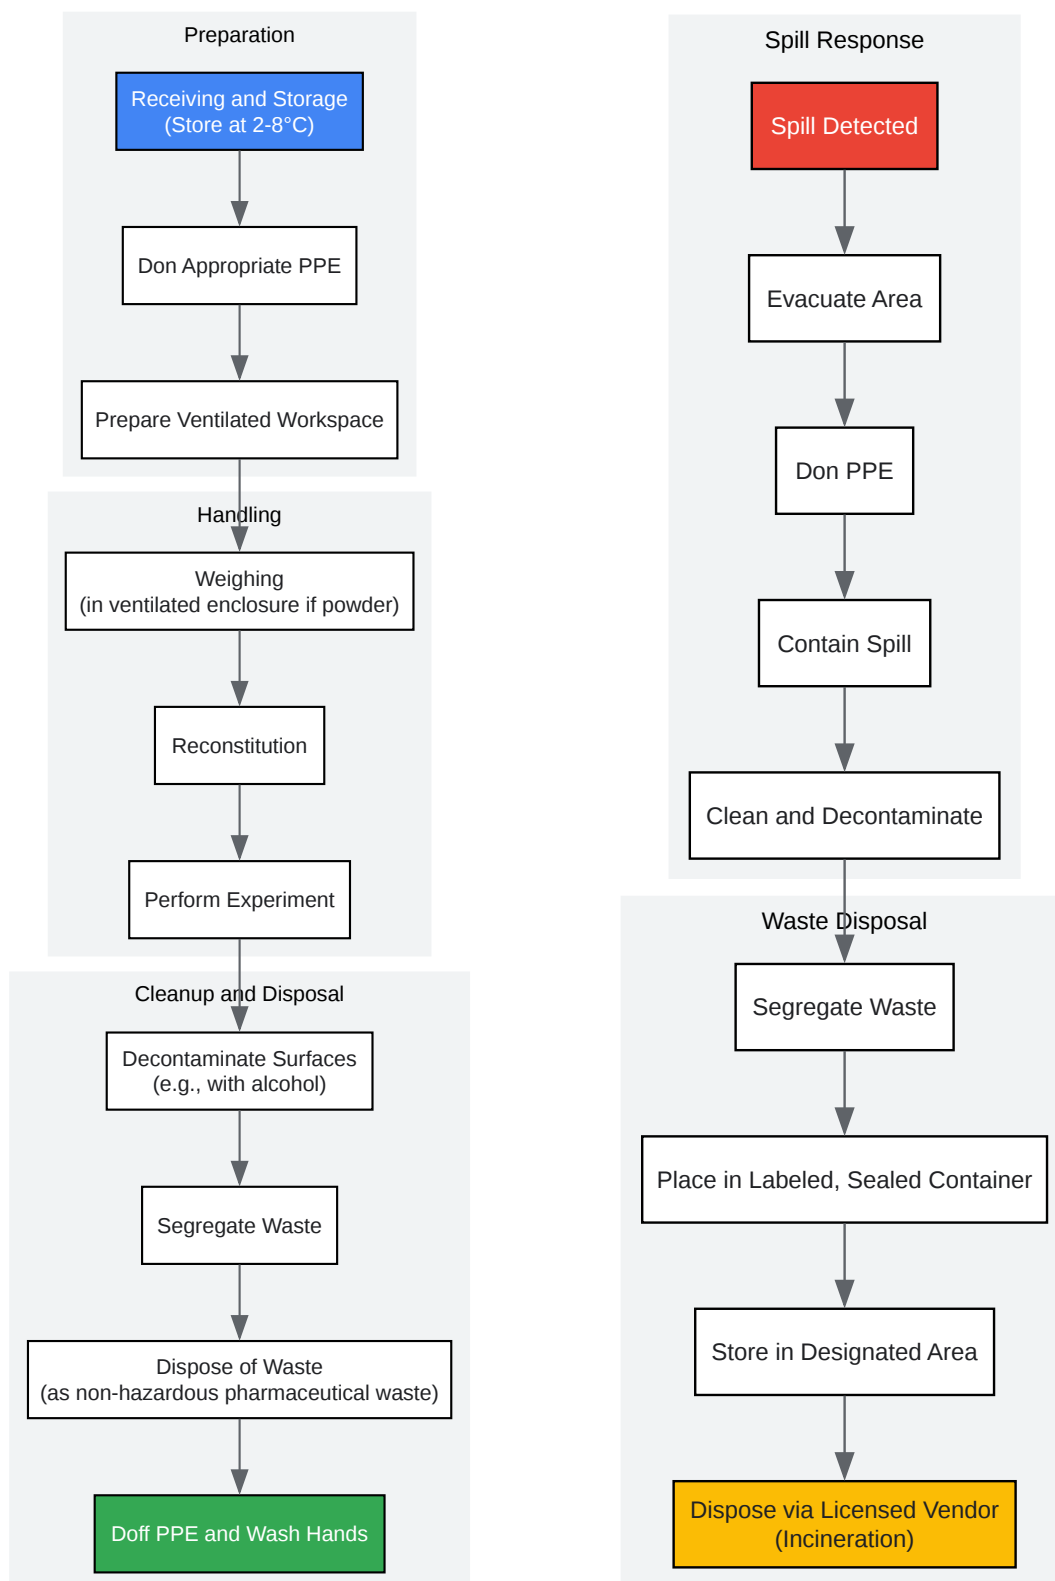 Preparation
Receiving and Storage
(Store at 2-8°C)
Don Appropriate PPE
Prepare Ventilated Workspace
Handling
Weighing
(in ventilated enclosure if powder)
Reconstitution
Perform Experiment
Cleanup and Disposal
Decontaminate Surfaces
(e.g., with alcohol)
Segregate Waste
Dispose of Waste
(as non-hazardous pharmaceutical waste)
Doff PPE and Wash Hands
Spill Response
Spill Detected
Evacuate Area
Don PPE
Contain Spill
Clean and Decontaminate
Waste Disposal
Segregate Waste
Place in Labeled, Sealed Container
Store in Designated Area
Dispose via Licensed Vendor
(Incineration)